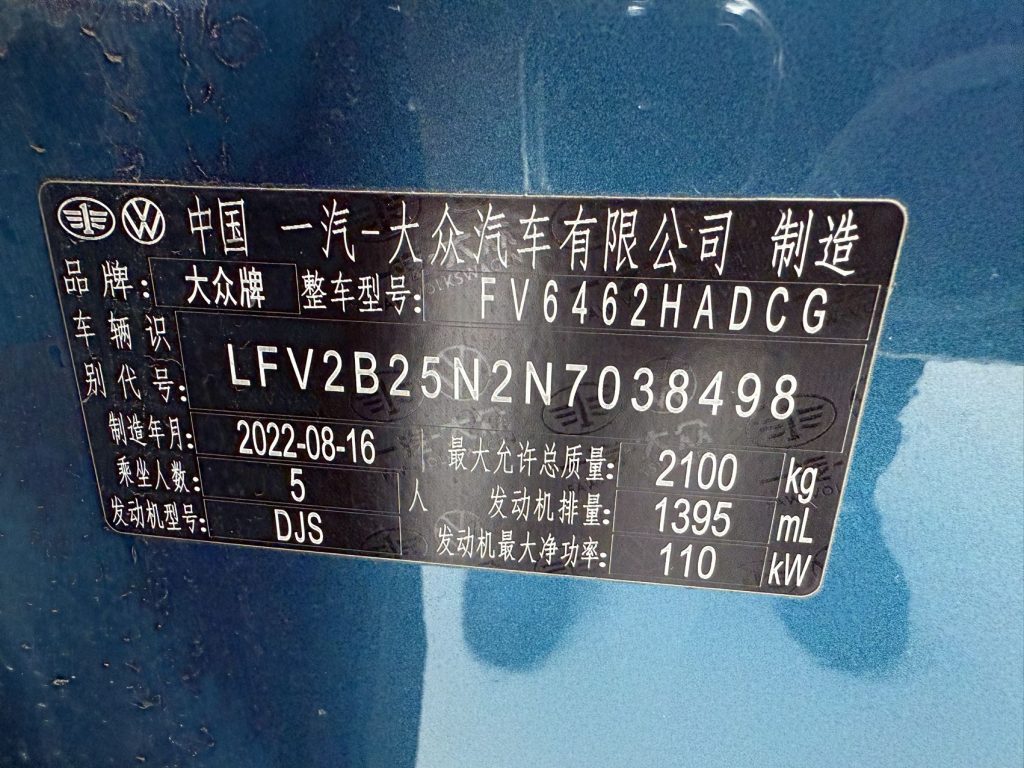 中国 一汽-大众汽车有限公司 制造
品牌: 大众牌 整车型号: FV6462HADCG
车辆识别代号: LFV2B25N2N7038498
制造年月: 2022-08-16 最大允许总质量: 2100 kg
乘坐人数: 5 人 发动机排量: 1395 mL
发动机型号: DJS 发动机最大净功率: 110 kW